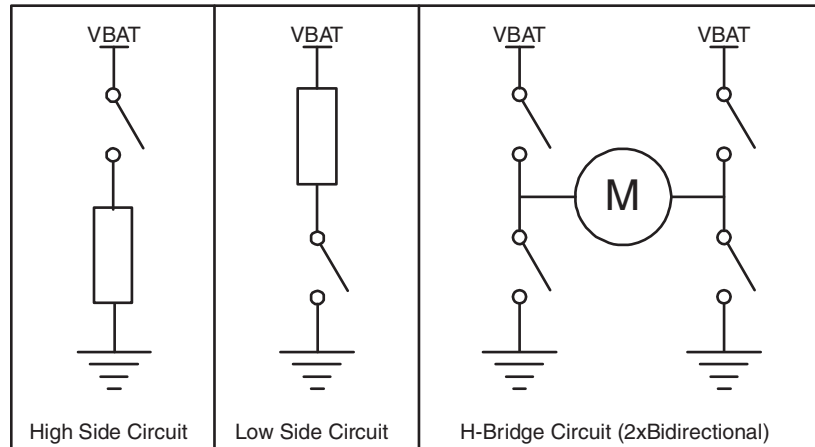 VBAT
VBAT
VBAT
VBAT
M
High Side Circuit
Low Side Circuit
H-Bridge Circuit (2xBidirectional)